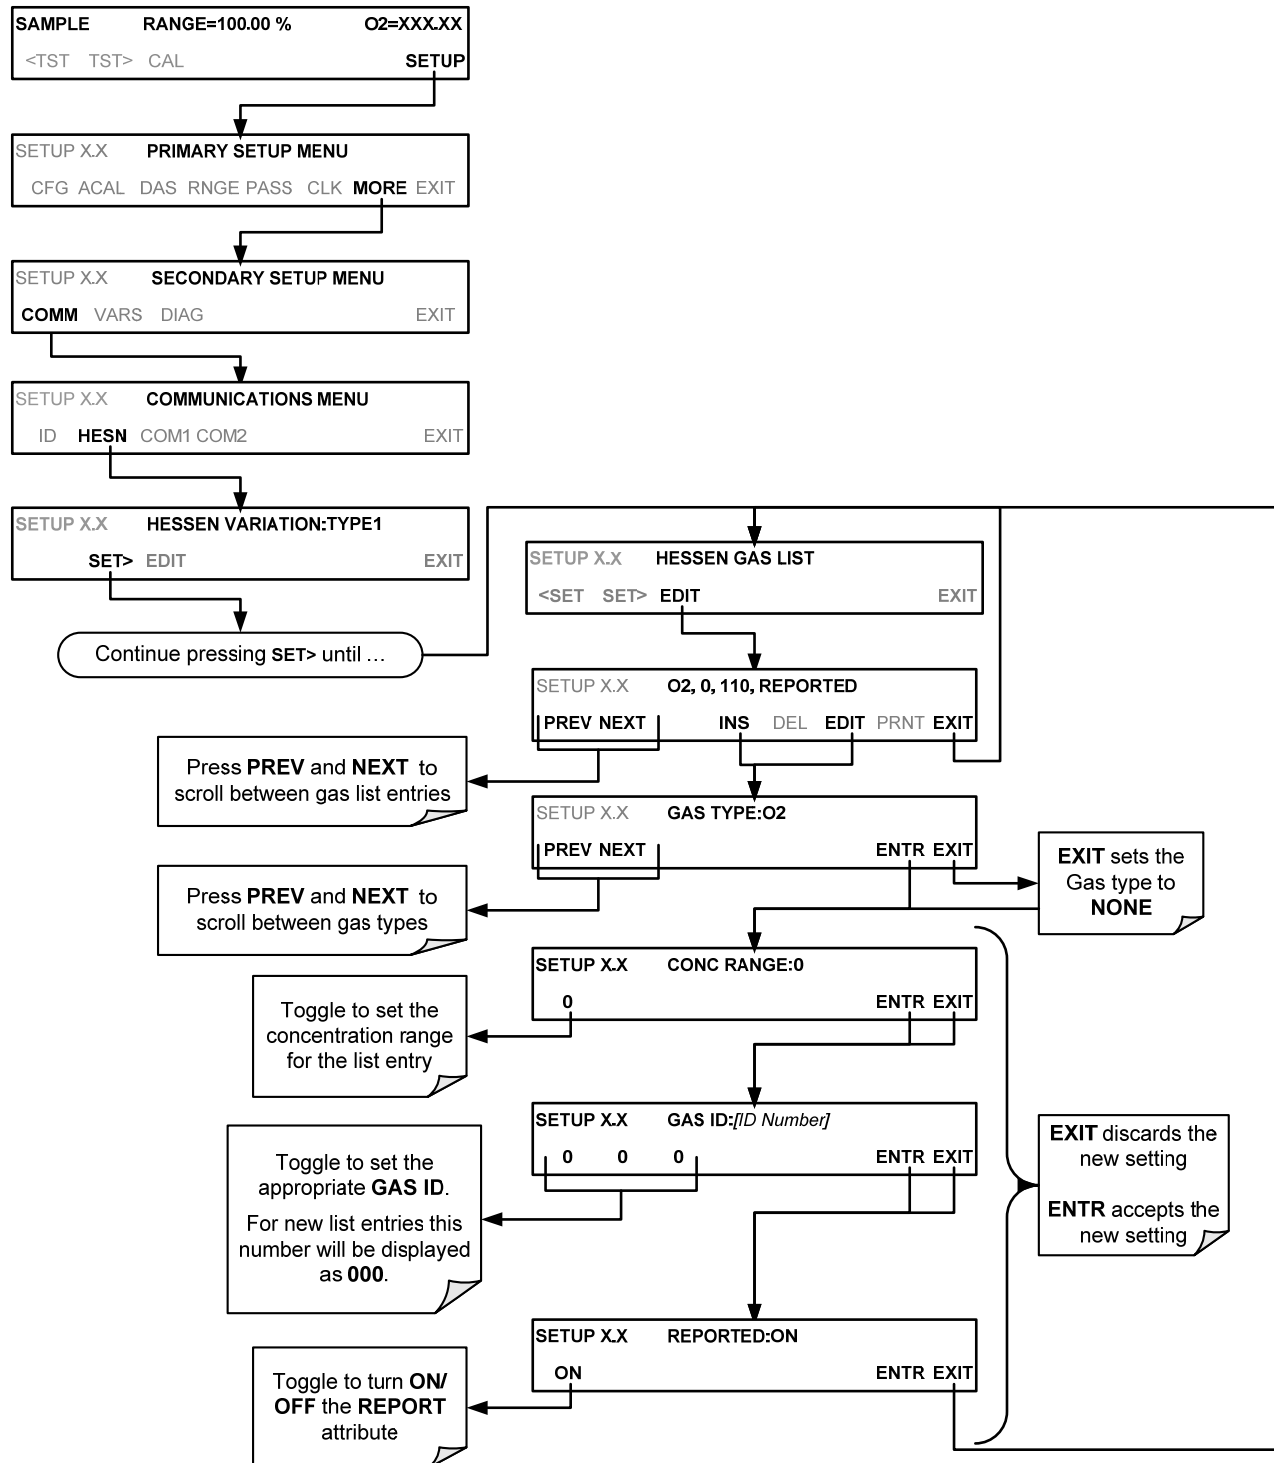 SAMPLE RANGE=100.00 % O2=XXX.XX
<TST TST> CAL SETUP
SETUP X.X PRIMARY SETUP MENU
CFG ACAL DAS RNGE PASS CLK MORE EXIT
SETUP X.X SECONDARY SETUP MENU
COMM VARS DIAG EXIT
SETUP X.X COMMUNICATIONS MENU
ID HESN COM1 COM2 EXIT
SETUP X.X HESSEN VARIATION:TYPE1
SET> EDIT EXIT
Continue pressing SET> until …
SETUP X.X HESSEN GAS LIST
<SET SET> EDIT EXIT
SETUP X.X O2, 0, 110, REPORTED
PREV NEXT INS DEL EDIT PRNT EXIT
Press PREV and NEXT to
scroll between gas list entries
SETUP X.X GAS TYPE:O2
PREV NEXT ENTR EXIT
EXIT sets the
Gas type to
NONE
Press PREV and NEXT to
scroll between gas types
SETUP X.X CONC RANGE:0
0 ENTR EXIT
Toggle to set the
concentration range
for the list entry
SETUP X.X GAS ID:[ID Number]
0 0 0 ENTR EXIT
Toggle to set the
appropriate GAS ID.
For new list entries this
number will be displayed
as 000.
EXIT discards the
new setting
ENTR accepts the
new setting
SETUP X.X REPORTED:ON
ON ENTR EXIT
Toggle to turn ON/
OFF the REPORT
attribute